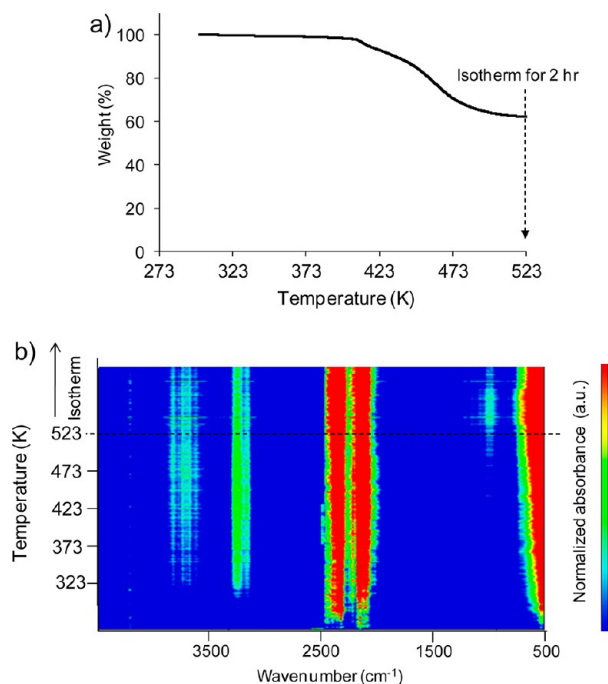 a)
100
80
60
40
20
0
Weight (%)
Isotherm for 2 hr
273 323 373 423 473 523
Temperature (K)
b)
Isotherm
523
473
423
373
323
Temperature (K)
Normalized absorbance (a.u.)
3500 2500 1500 500
Wavenumber (cm⁻¹)